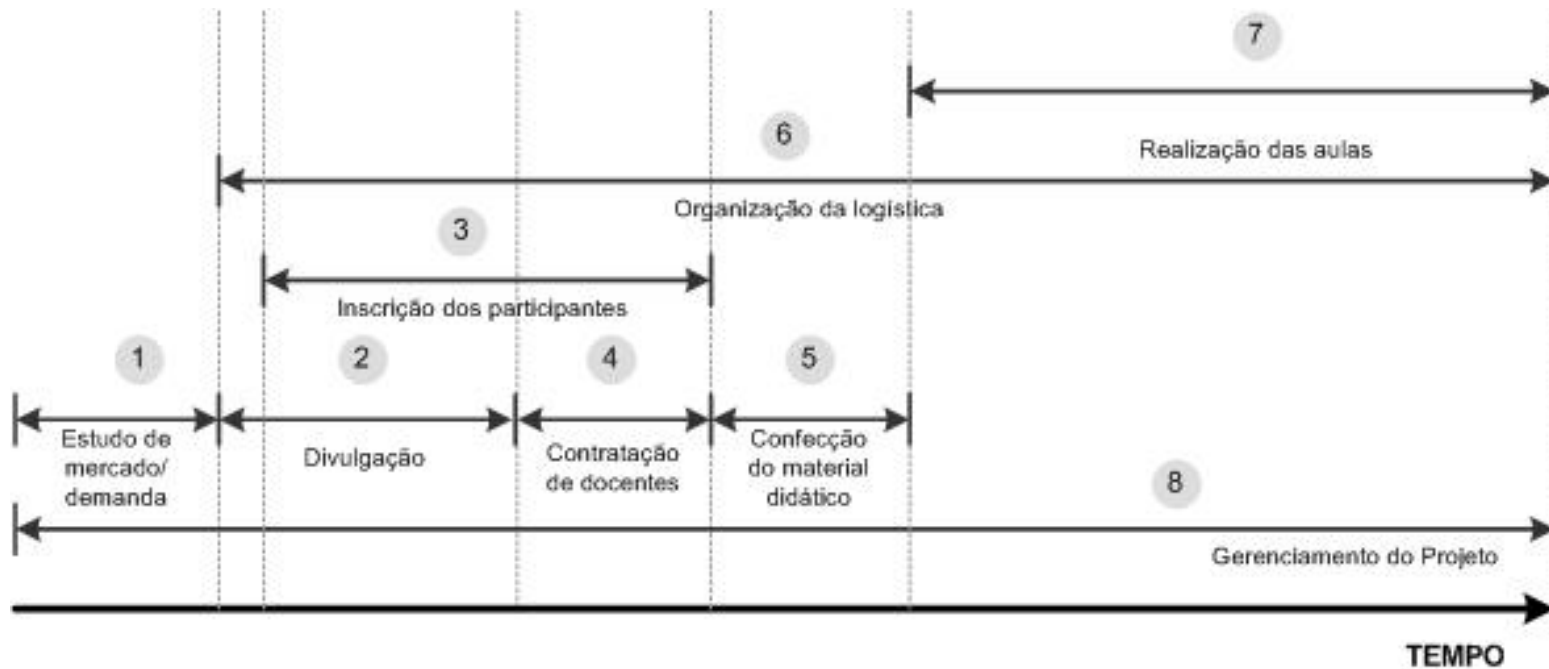 7
6
Realização das aulas
Organização da logística
3
Inscrição dos participantes
1
2
4
5
Estudo de
mercado/
demanda
Divulgação
Contratação
de docentes
Confecção
do material
didático
8
Gerenciamento do Projeto
TEMPO